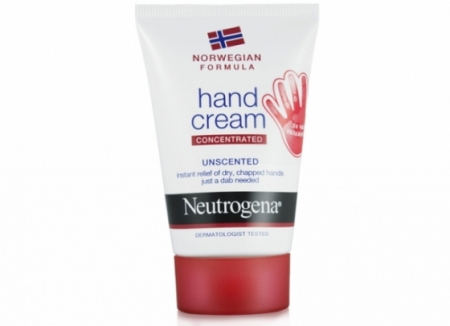 NORWEGIAN
FORMULA
hand
cream
CONCENTRATED
UNSCENTED
instant relief of dry, chapped hands
just a dab needed
Neutrogena®
DERMATOLOGIST TESTED